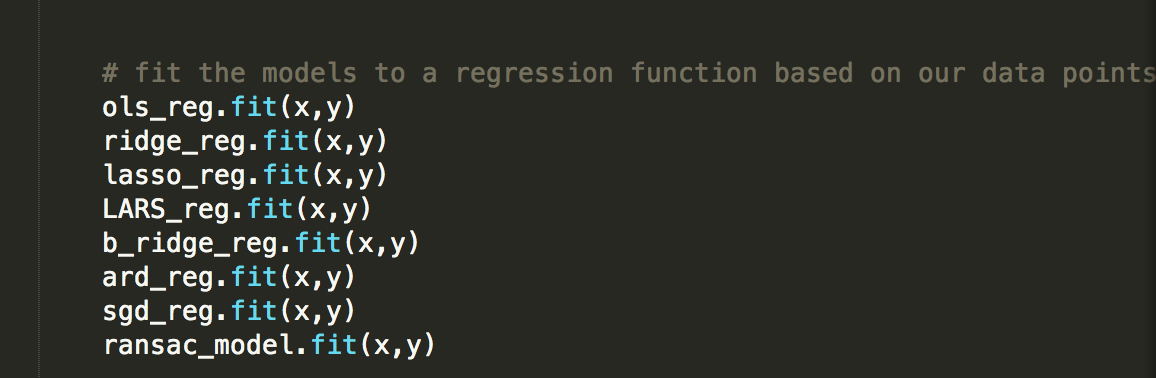 # fit the models to a regression function based on our data points
ols_reg.fit(x,y)
ridge_reg.fit(x,y)
lasso_reg.fit(x,y)
LARS_reg.fit(x,y)
b_ridge_reg.fit(x,y)
ard_reg.fit(x,y)
sgd_reg.fit(x,y)
ransac_model.fit(x,y)